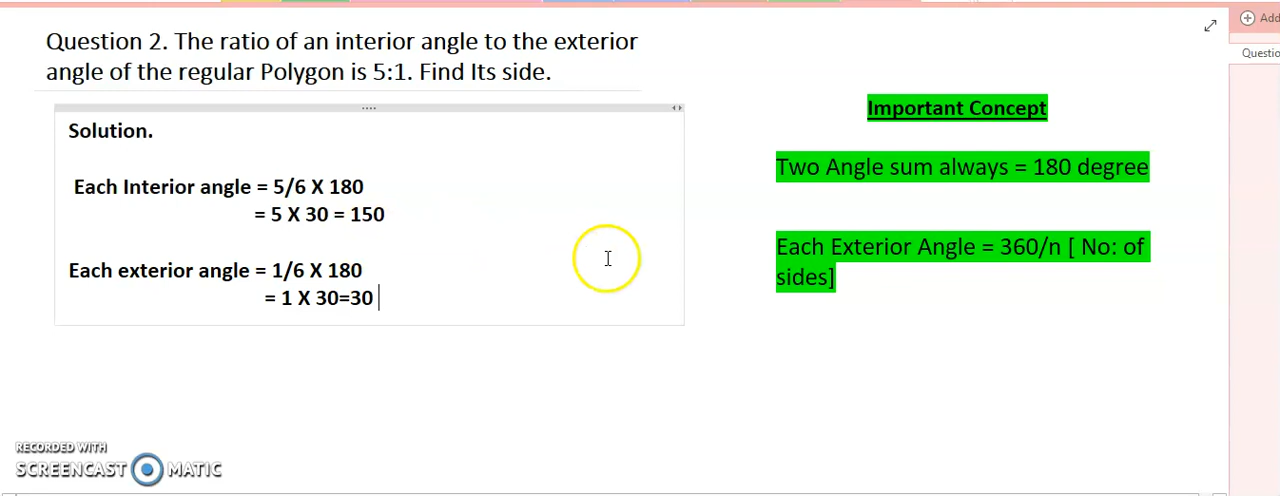 Question 2. The ratio of an interior angle to the exterior
angle of the regular Polygon is 5:1. Find Its side.
Solution.
Each Interior angle = 5/6 X 180
= 5 X 30 = 150
Each exterior angle = 1/6 X 180
= 1 X 30=30
Important Concept
Two Angle sum always = 180 degree
Each Exterior Angle = 360/n [ No: of
sides]
Add
RECORDED WITH
SCREENCAST MATIC